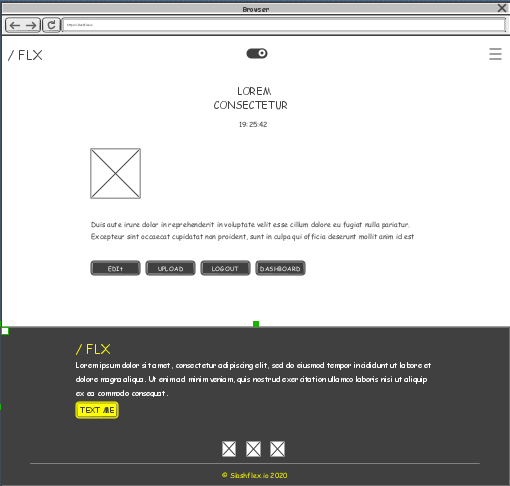 Browser
/ FLX
LOREM
CONSECTETUR
19:25:42
Duis aute irure dolor in reprehenderit in voluptate velit esse cillum dolore eu fugiat nulla pariatur.
Excepteur sint occaecat cupidatat non proident, sunt in culpa qui officia deserunt mollit anim id est
EDIt
UPLOAD
LOGOUT
DASHBOARD
/ FLX
Lorem ipsum dolor sit amet, consectetur adipiscing elit, sed do eiusmod tempor incididunt ut labore et
dolore magna aliqua. Ut enim ad minim veniam, quis nostrud exercitation ullamco laboris nisi ut aliquip
ex ea commodo consequat.
TEXT ME
© Slashflex.io 2020